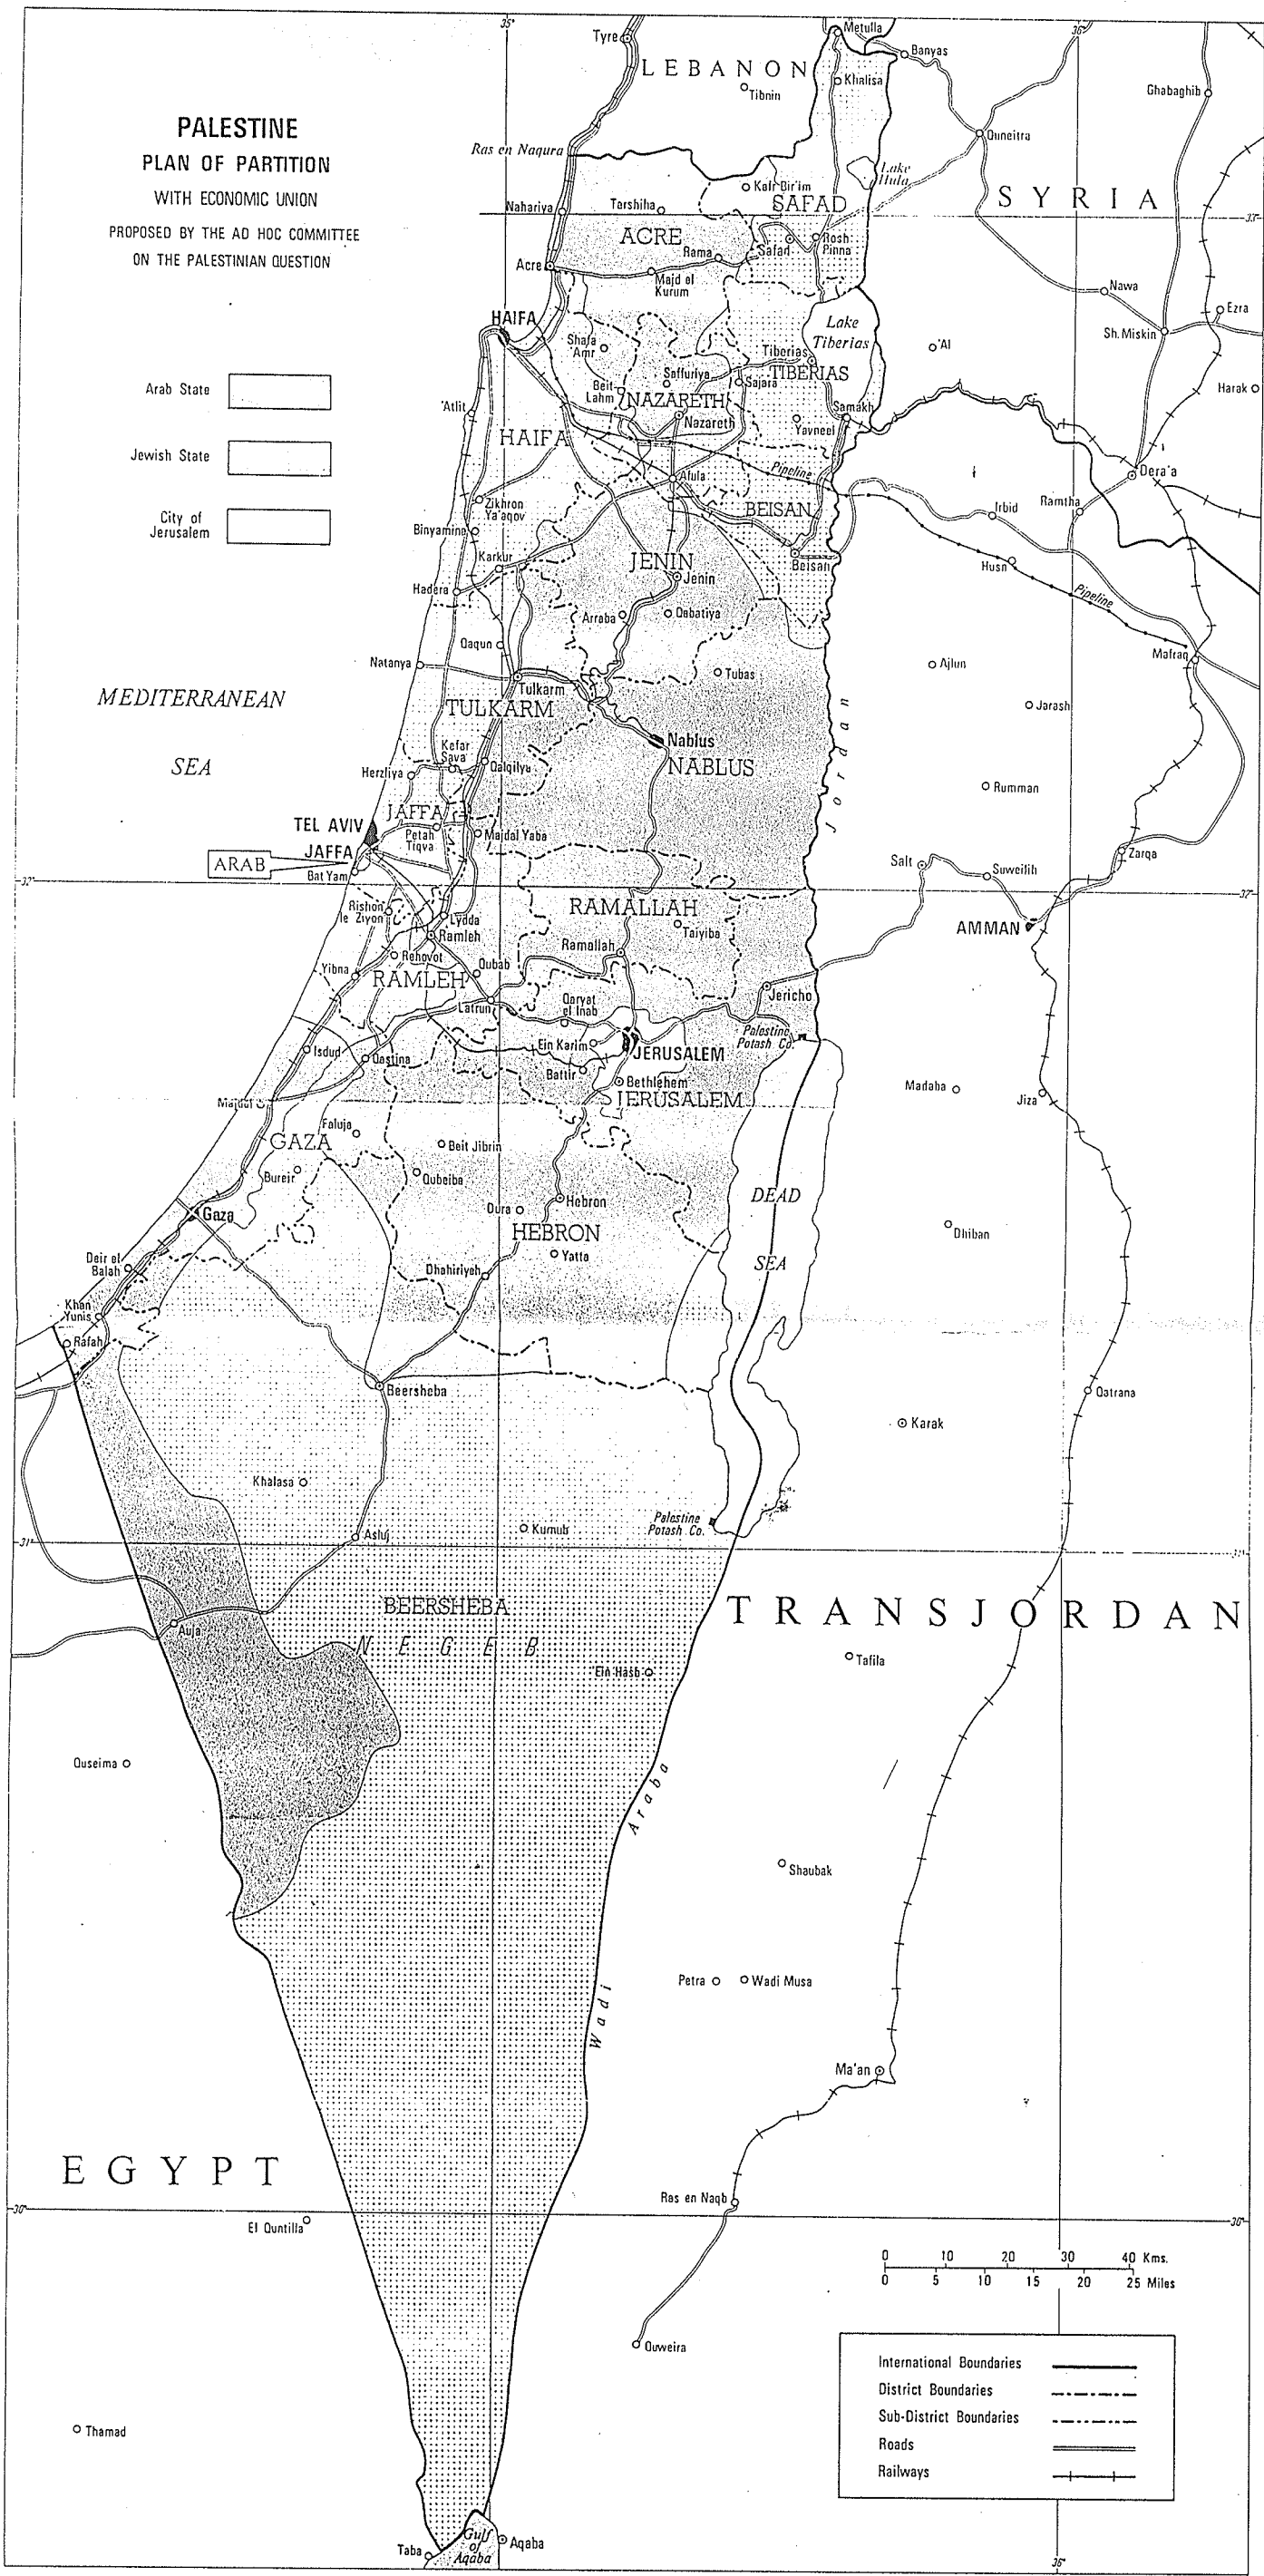 PALESTINE
PLAN OF PARTITION
WITH ECONOMIC UNION
PROPOSED BY THE AD HOC COMMITTEE
ON THE PALESTINIAN QUESTION
Arab State
Jewish State
City of
Jerusalem
35°
36°
Tyre
LEBANON
Tibnin
Metulla
Banyas
Khalisa
Ghabaghib
Quneitra
Ras en Naqura
Lake
Hula
Kafr Bir'im
SAFAD
SYRIA
33°
Nahariya
Tarshiha
ACRE
Rama
Safad
Rosh
Pinna
Acre
Majd el
Kurum
Nawa
Ezra
HAIFA
Lake
Tiberias
Sh. Miskin
Shafa
'Amr
Tiberias
'Al
TIBERIAS
Saffuriya
Sajara
Beit
Lahm
NAZARETH
Harak
'Atlit
Nazareth
Samakh
Yavneel
HAIFA
Pipeline
Dera'a
Afula
Zikhron
Ya'aqov
BEISAN
Irbid
Ramtha
Binyamine
Karkur
JENIN
Jenin
Beisan
Husn
Pipeline
Hadera
Arraba
Qabatiya
Qaqun
Mafraq
Natanya
Tulkarm
Tubas
Ajlun
MEDITERRANEAN
SEA
TULKARM
Jarash
Jordan
Nablus
NABLUS
Kefar
Sava
Qalqilya
Herzliya
Rumman
JAFFA
TEL AVIV
Petah
Tiqva
Majdal Yaba
JAFFA
ARAB
Bat Yam
Salt
Suweilih
Zarqa
32°
32°
Rishon
le Ziyon
Lydda
Ramleh
RAMALLAH
Taiyiba
AMMAN
Rehovot
Ramallah
Yibna
RAMLEH
Qubab
Jericho
Latrun
Qaryat
el Inab
Palestine
Potash Co.
Isdud
Qastina
Ein Karim
JERUSALEM
Battir
Bethlehem
Madaba
Jiza
Majdal
JERUSALEM
Faluja
GAZA
Beit Jibrin
Bureir
Qubeiba
DEAD
SEA
Gaza
Dura
Hebron
HEBRON
Yatta
Dhiban
Deir el
Balah
Dhahiriyeh
Khan
Yunis
Rafah
Beersheba
Qatrana
Karak
Khalasa
Palestine
Potash Co.
Asluj
Kurnub
31°
31°
BEERSHEBA
TRANSJORDAN
Auja
NEGEB
Ein Hasb
Tafila
Quseima
Wadi Araba
Shaubak
Petra
Wadi Musa
Ma'an
EGYPT
Ras en Naqb
30°
30°
El Quntilla
0 10 20 30 40 Kms.
0 5 10 15 20 25 Miles
Quweira
International Boundaries
District Boundaries
Sub-District Boundaries
Roads
Railways
Thamad
Taba
Gulf
of
Aqaba
Aqaba
36°